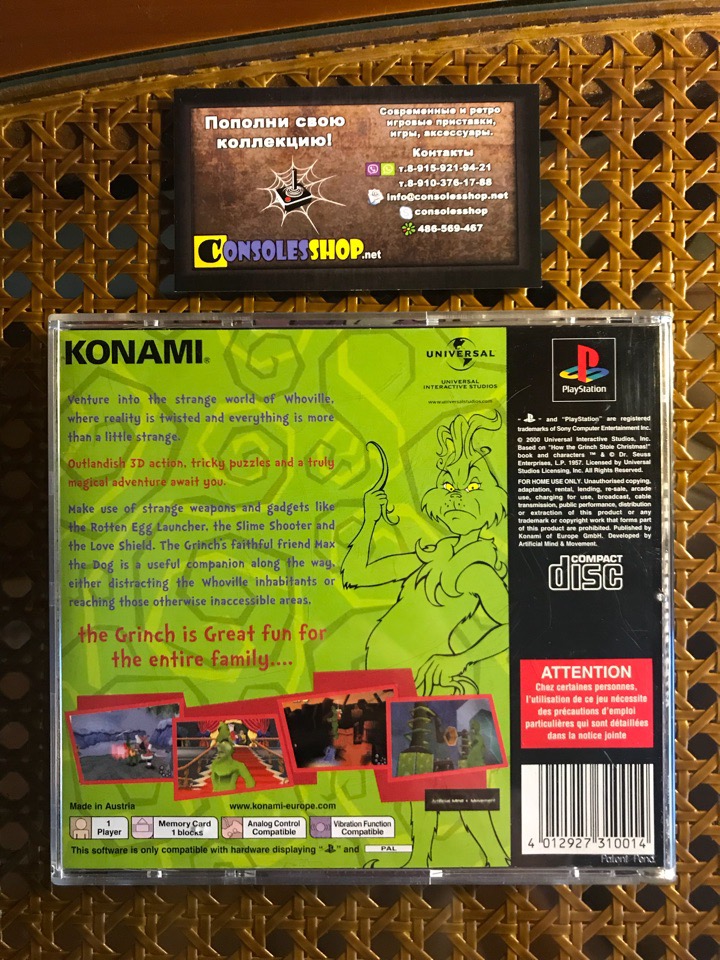 Пополни свою
коллекцию!
Современные и ретро
игровые приставки,
игры, аксессуары.
Контакты
т.8-915-921-94-21
т.8-910-376-17-88
info@consolesshop.net
consolesshop
486-569-467
CONSOLESSHOP.net
KONAMI®
Venture into the strange world of Whoville,
where reality is twisted and everything is more
than a little strange.
Outlandish 3D action, tricky puzzles and a truly
magical adventure await you.
Make use of strange weapons and gadgets like
the Rotten Egg Launcher, the Slime Shooter and
the Love Shield. The Grinch's faithful friend Max
the Dog is a useful companion along the way,
either distracting the Whoville inhabitants or
reaching those otherwise inaccessible areas.
the Grinch is Great fun for
the entire family....
UNIVERSAL
UNIVERSAL
INTERACTIVE STUDIOS
www.universalstudios.com
Artificial Mind & Movement
Made in Austria
www.konami-europe.com
1
Player
Memory Card
1 blocks
Analog Control
Compatible
Vibration Function
Compatible
This software is only compatible with hardware displaying " " and PAL
PlayStation
" " and "PlayStation" are registered
trademarks of Sony Computer Entertainment Inc.
© 2000 Universal Interactive Studios, Inc.
Based on "How the Grinch Stole Christmas!"
book and characters ™ & © Dr. Seuss
Enterprises, L.P. 1957. Licensed by Universal
Studios Licensing, Inc. All Rights Reserved.
FOR HOME USE ONLY. Unauthorised copying,
adaptation, rental, lending, re-sale, arcade
use, charging for use, broadcast, cable
transmission, public performance, distribution
or extraction of this product or any
trademark or copyright work that forms part
of this product are prohibited. Published by
Konami of Europe GmbH. Developed by
Artificial Mind & Movement.
COMPACT
disc
ATTENTION
Chez certaines personnes,
l'utilisation de ce jeu nécessite
des précautions d'emploi
particulières qui sont détaillées
dans la notice jointe
4 012927 310014
Patent Pend.